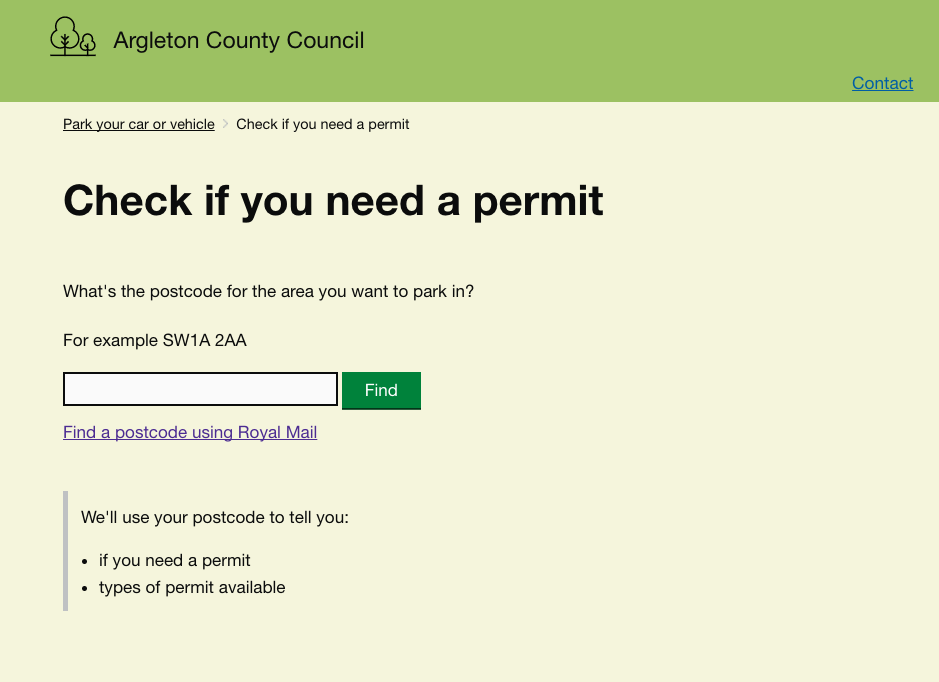 Argleton County Council
Contact
Park your car or vehicle > Check if you need a permit
Check if you need a permit
What's the postcode for the area you want to park in?
For example SW1A 2AA
Find
Find a postcode using Royal Mail
We'll use your postcode to tell you:
• if you need a permit
• types of permit available